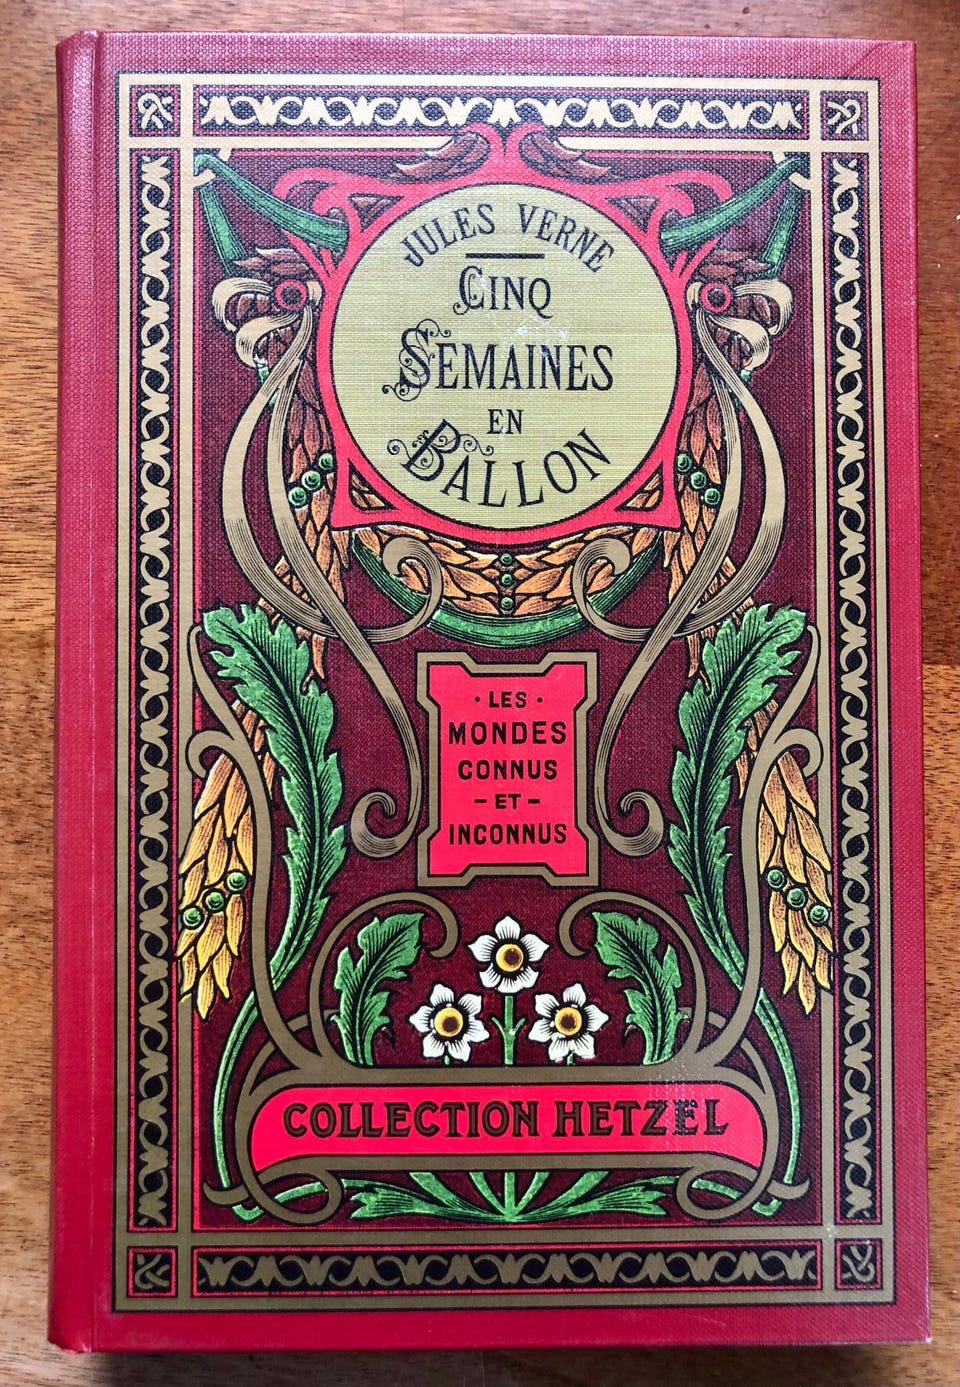 JULES VERNE
CINQ
SEMAINES
EN
BALLON
· LES ·
MONDES
CONNUS
- ET -
INCONNUS
COLLECTION HETZEL